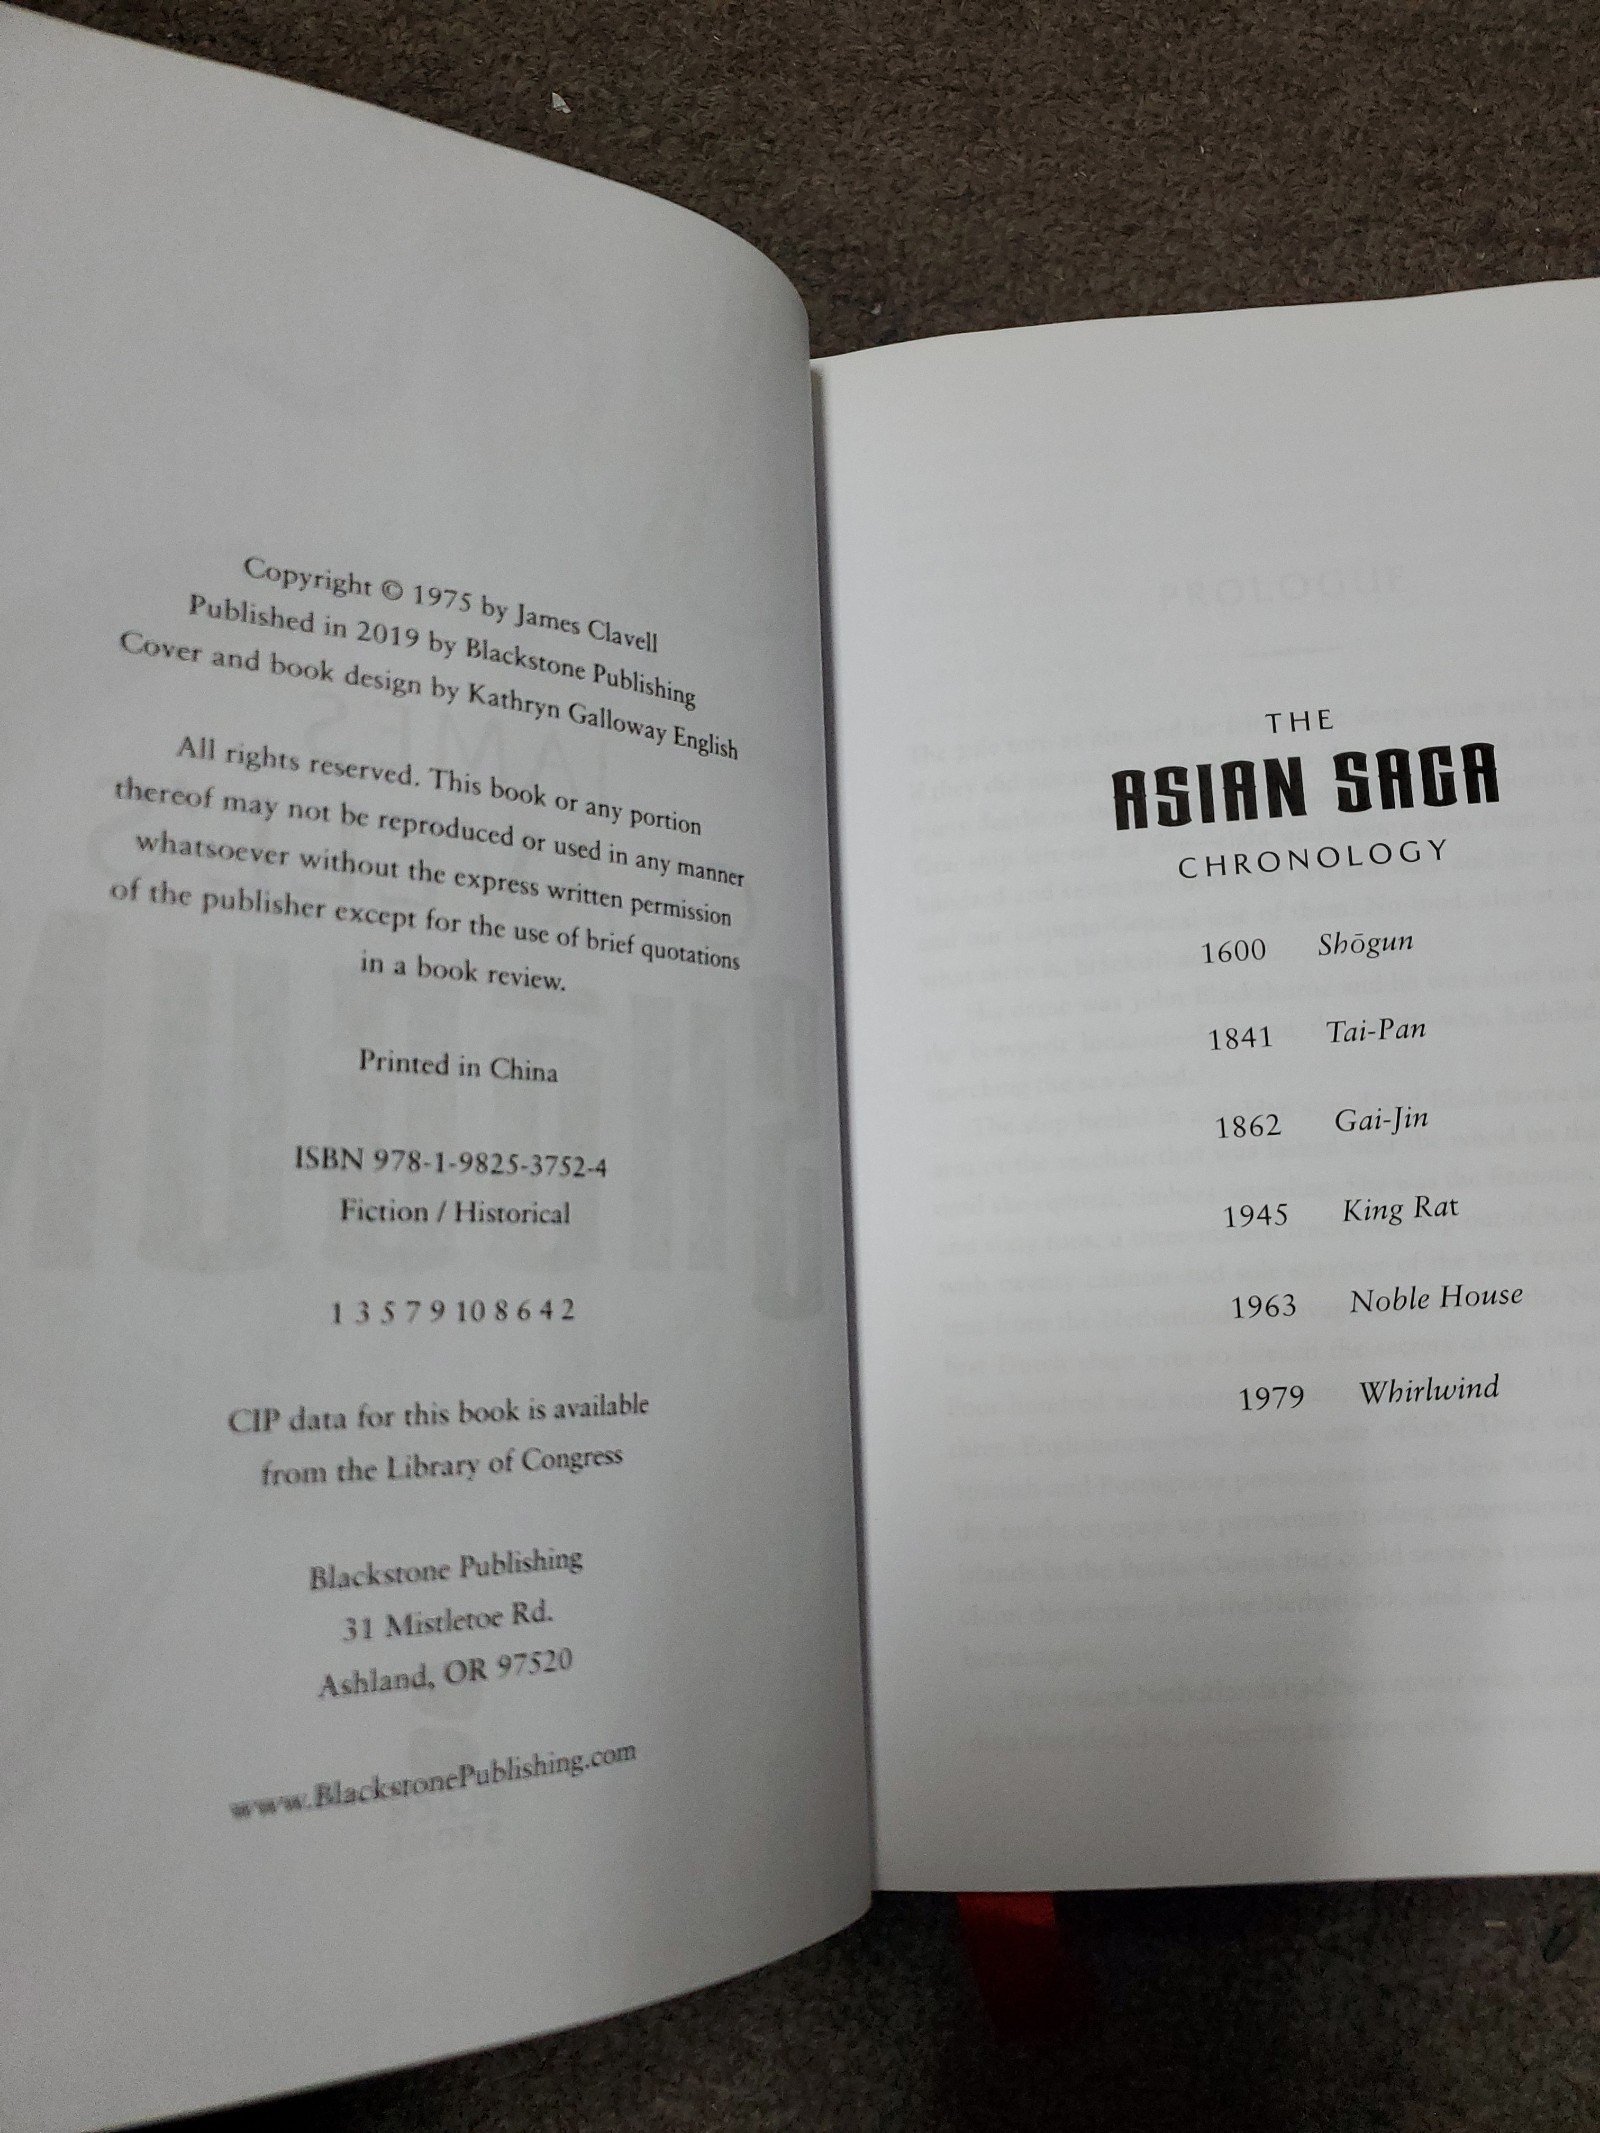 Copyright © 1975 by James Clavell
Published in 2019 by Blackstone Publishing
Cover and book design by Kathryn Galloway English
All rights reserved. This book or any portion
thereof may not be reproduced or used in any manner
whatsoever without the express written permission
of the publisher except for the use of brief quotations
in a book review.
Printed in China
ISBN 978-1-9825-3752-4
Fiction / Historical
1 3 5 7 9 10 8 6 4 2
CIP data for this book is available
from the Library of Congress
Blackstone Publishing
31 Mistletoe Rd.
Ashland, OR 97520
www.BlackstonePublishing.com
THE
ASIAN SAGA
CHRONOLOGY
1600 Shōgun
1841 Tai-Pan
1862 Gai-Jin
1945 King Rat
1963 Noble House
1979 Whirlwind